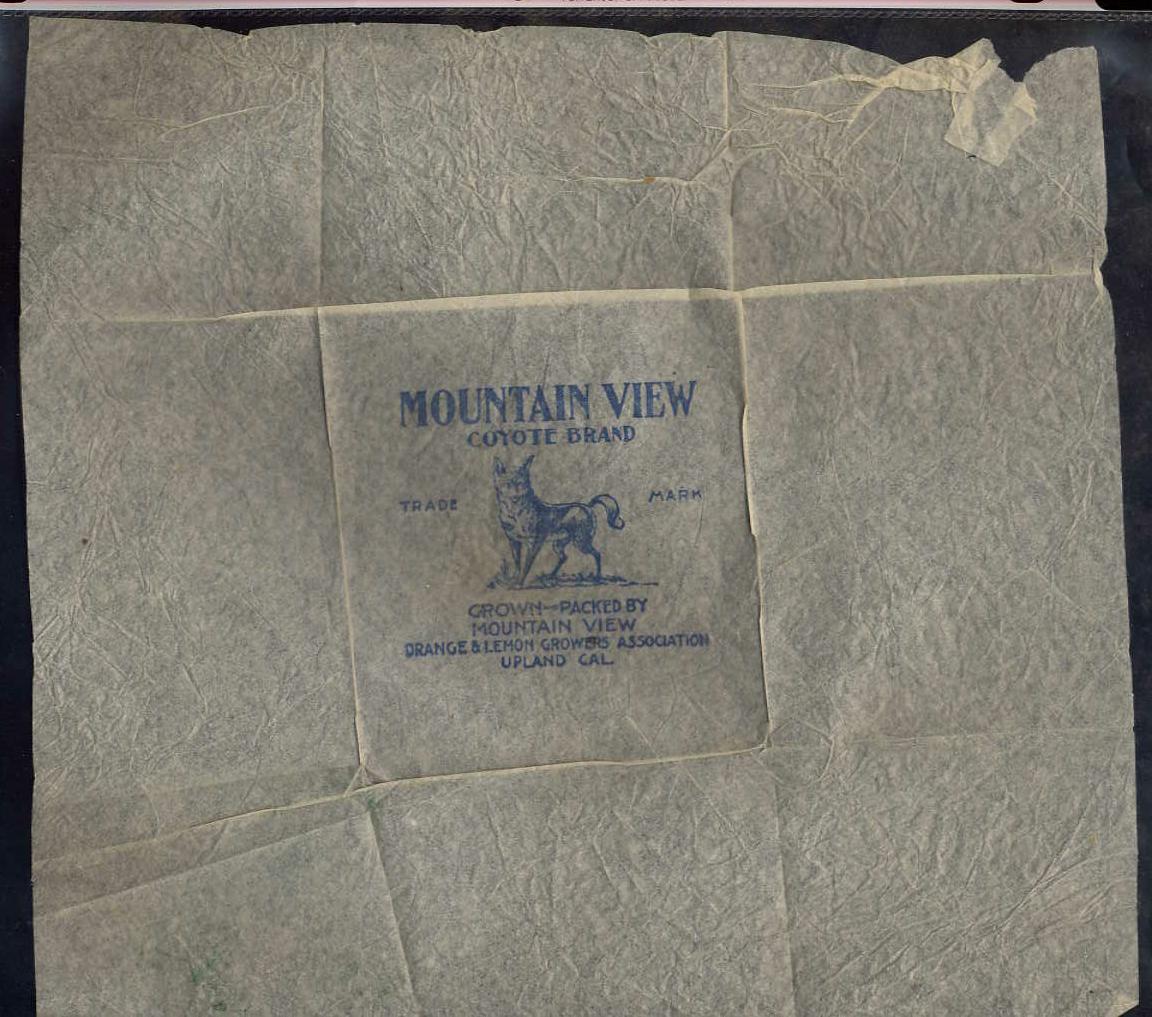 MOUNTAIN VIEW
COYOTE BRAND
TRADE MARK
GROWN-PACKED BY
MOUNTAIN VIEW
ORANGE & LEMON GROWERS ASSOCIATION
UPLAND CAL.